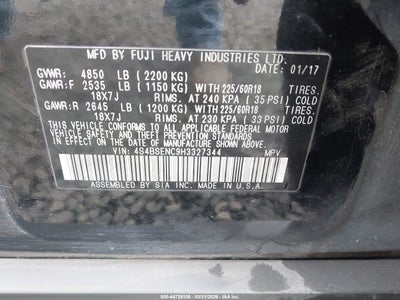 MFD. BY FUJI HEAVY INDUSTRIES LTD.
DATE: 01/17
GVWR: 4850 LB (2200 KG)
GAWR:F 2535 LB (1150 KG) WITH 225/60R18 TIRES.
18X7J RIMS. AT 240 KPA (35 PSI) COLD
GAWR:R 2645 LB (1200 KG) WITH 225/60R18 TIRES.
18X7J RIMS. AT 230 KPA (33 PSI) COLD
THIS VEHICLE CONFORMS TO ALL APPLICABLE FEDERAL MOTOR
VEHICLE SAFETY, BUMPER, AND THEFT PREVENTION STANDARDS
IN EFFECT ON THE DATE OF MANUFACTURE SHOWN ABOVE.
VIN: 4S4BSENC9H3327344 MPV
ASSEMBLED BY SIA INC. MADE IN U.S.A.